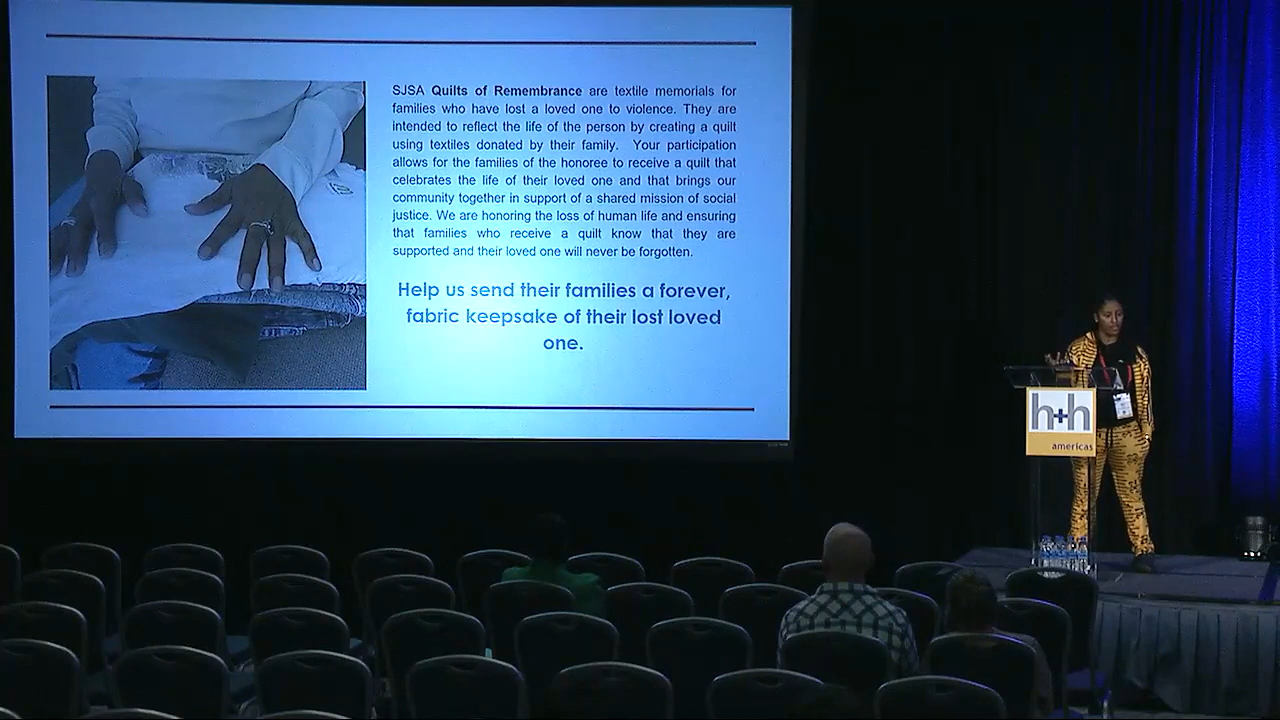 SJSA Quilts of Remembrance are textile memorials for
families who have lost a loved one to violence. They are
intended to reflect the life of the person by creating a quilt
using textiles donated by their family. Your participation
allows for the families of the honoree to receive a quilt that
celebrates the life of their loved one and that brings our
community together in support of a shared mission of social
justice. We are honoring the loss of human life and ensuring
that families who receive a quilt know that they are
supported and their loved one will never be forgotten.
Help us send their families a forever,
fabric keepsake of their lost loved
one.
h+h
americas